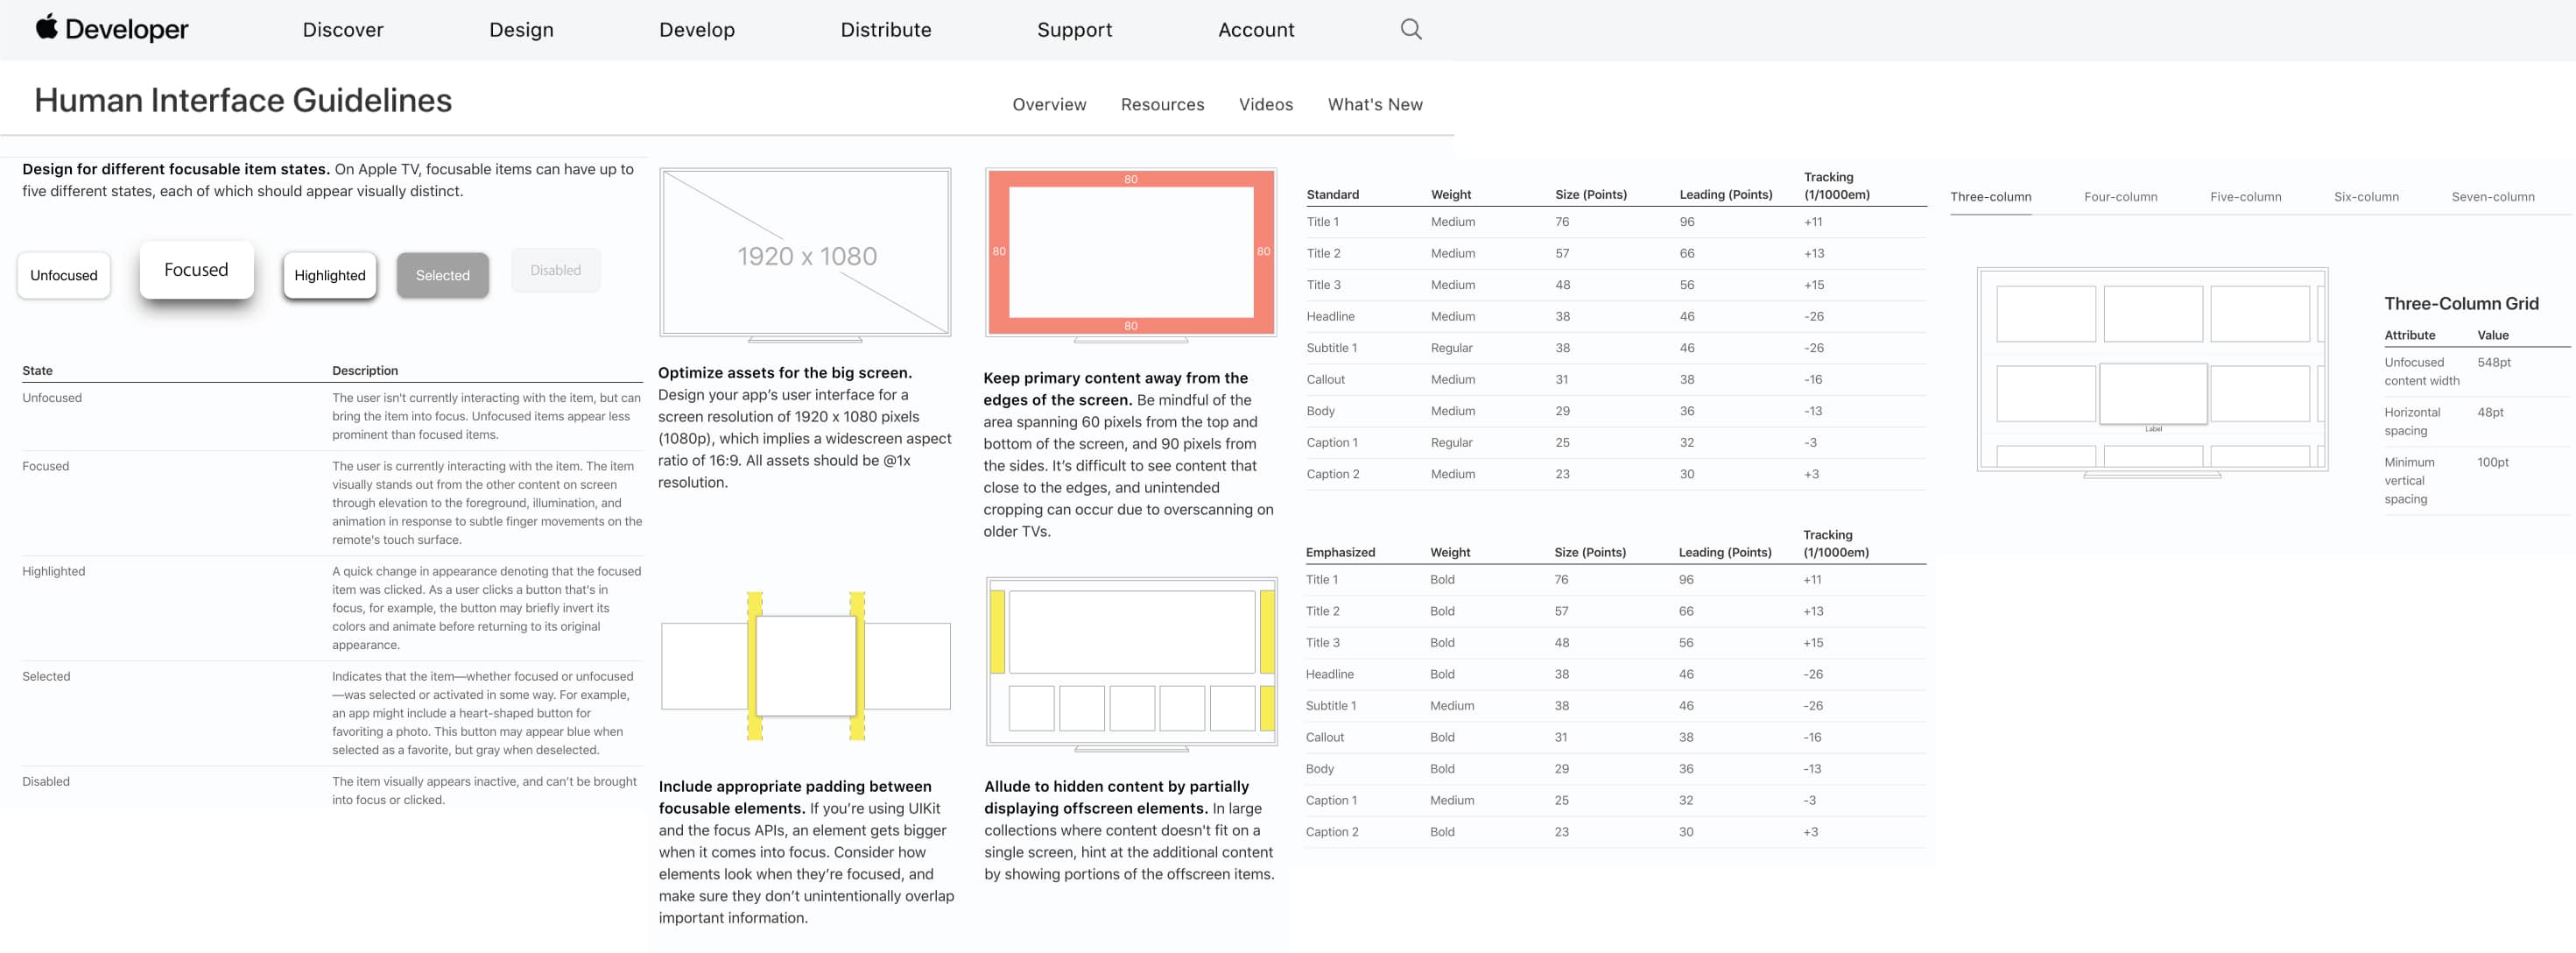 Developer
Discover
Design
Develop
Distribute
Support
Account
Human Interface Guidelines
Overview
Resources
Videos
What's New
Design for different focusable item states. On Apple TV, focusable items can have up to
five different states, each of which should appear visually distinct.
Unfocused
Focused
Highlighted
Selected
Disabled
State Description
Unfocused The user isn't currently interacting with the item, but can
bring the item into focus. Unfocused items appear less
prominent than focused items.
Focused The user is currently interacting with the item. The item
visually stands out from the other content on screen
through elevation to the foreground, illumination, and
animation in response to subtle finger movements on the
remote's touch surface.
Highlighted A quick change in appearance denoting that the focused
item was clicked. As a user clicks a button that's in
focus, for example, the button may briefly invert its
colors and animate before returning to its original
appearance.
Selected Indicates that the item—whether focused or unfocused
—was selected or activated in some way. For example,
an app might include a heart-shaped button for
favoriting a photo. This button may appear blue when
selected as a favorite, but gray when deselected.
Disabled The item visually appears inactive, and can't be brought
into focus or clicked.
1920 x 1080
Optimize assets for the big screen.
Design your app's user interface for a
screen resolution of 1920 x 1080 pixels
(1080p), which implies a widescreen aspect
ratio of 16:9. All assets should be @1x
resolution.
80
80
80
80
Keep primary content away from the
edges of the screen. Be mindful of the
area spanning 60 pixels from the top and
bottom of the screen, and 90 pixels from
the sides. It's difficult to see content that
close to the edges, and unintended
cropping can occur due to overscanning on
older TVs.
Include appropriate padding between
focusable elements. If you're using UIKit
and the focus APIs, an element gets bigger
when it comes into focus. Consider how
elements look when they're focused, and
make sure they don't unintentionally overlap
important information.
Allude to hidden content by partially
displaying offscreen elements. In large
collections where content doesn't fit on a
single screen, hint at the additional content
by showing portions of the offscreen items.
Standard Weight Size (Points) Leading (Points) Tracking
(1/1000em)
Title 1 Medium 76 96 +11
Title 2 Medium 57 66 +13
Title 3 Medium 48 56 +15
Headline Medium 38 46 -26
Subtitle 1 Regular 38 46 -26
Callout Medium 31 38 -16
Body Medium 29 36 -13
Caption 1 Regular 25 32 -3
Caption 2 Medium 23 30 +3
Emphasized Weight Size (Points) Leading (Points) Tracking
(1/1000em)
Title 1 Bold 76 96 +11
Title 2 Bold 57 66 +13
Title 3 Bold 48 56 +15
Headline Bold 38 46 -26
Subtitle 1 Medium 38 46 -26
Callout Bold 31 38 -16
Body Bold 29 36 -13
Caption 1 Medium 25 32 -3
Caption 2 Bold 23 30 +3
Three-column
Four-column
Five-column
Six-column
Seven-column
Label
Three-Column Grid
Attribute Value
Unfocused 548pt
content width
Horizontal 48pt
spacing
Minimum 100pt
vertical
spacing